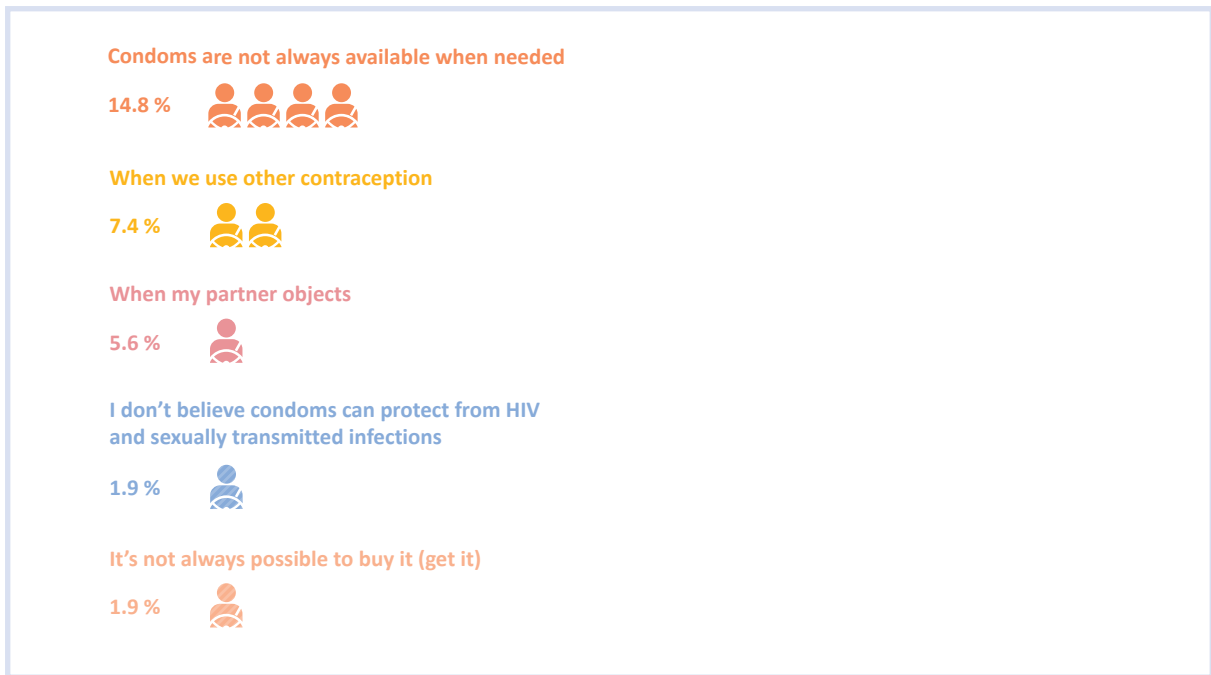 Condoms are not always available when needed
14.8 %
When we use other contraception
7.4 %
When my partner objects
5.6 %
I don’t believe condoms can protect from HIV
and sexually transmitted infections
1.9 %
It’s not always possible to buy it (get it)
1.9 %